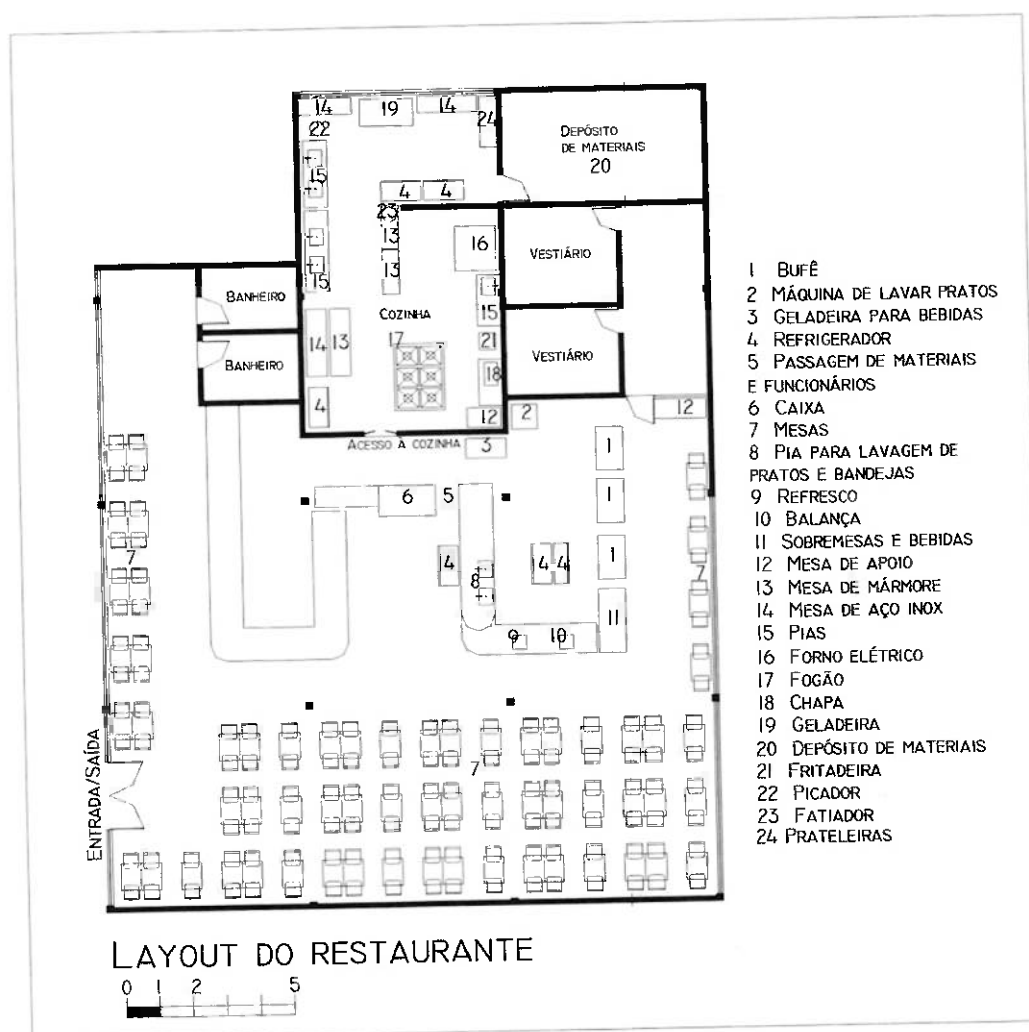 14
19
14
24
22
15
DEPÓSITO
DE MATERIAIS
20
4
4
23
13
13
15
16
VESTIÁRIO
BANHEIRO
COZINHA
17
15
21
18
14
13
4
12
BANHEIRO
VESTIÁRIO
ACESSO À COZINHA
3
2
12
1
1
1
6
5
14
8
4
4
9
10
11
7
7
7
ENTRADA/SAÍDA
1 BUFÊ
2 MÁQUINA DE LAVAR PRATOS
3 GELADEIRA PARA BEBIDAS
4 REFRIGERADOR
5 PASSAGEM DE MATERIAIS
E FUNCIONÁRIOS
6 CAIXA
7 MESAS
8 PIA PARA LAVAGEM DE
PRATOS E BANDEJAS
9 REFRESCO
10 BALANÇA
11 SOBREMESAS E BEBIDAS
12 MESA DE APOIO
13 MESA DE MÁRMORE
14 MESA DE AÇO INOX
15 PIAS
16 FORNO ELÉTRICO
17 FOGÃO
18 CHAPA
19 GELADEIRA
20 DEPÓSITO DE MATERIAIS
21 FRITADEIRA
22 PICADOR
23 FATIADOR
24 PRATELEIRAS
LAYOUT DO RESTAURANTE
0 1 2 5